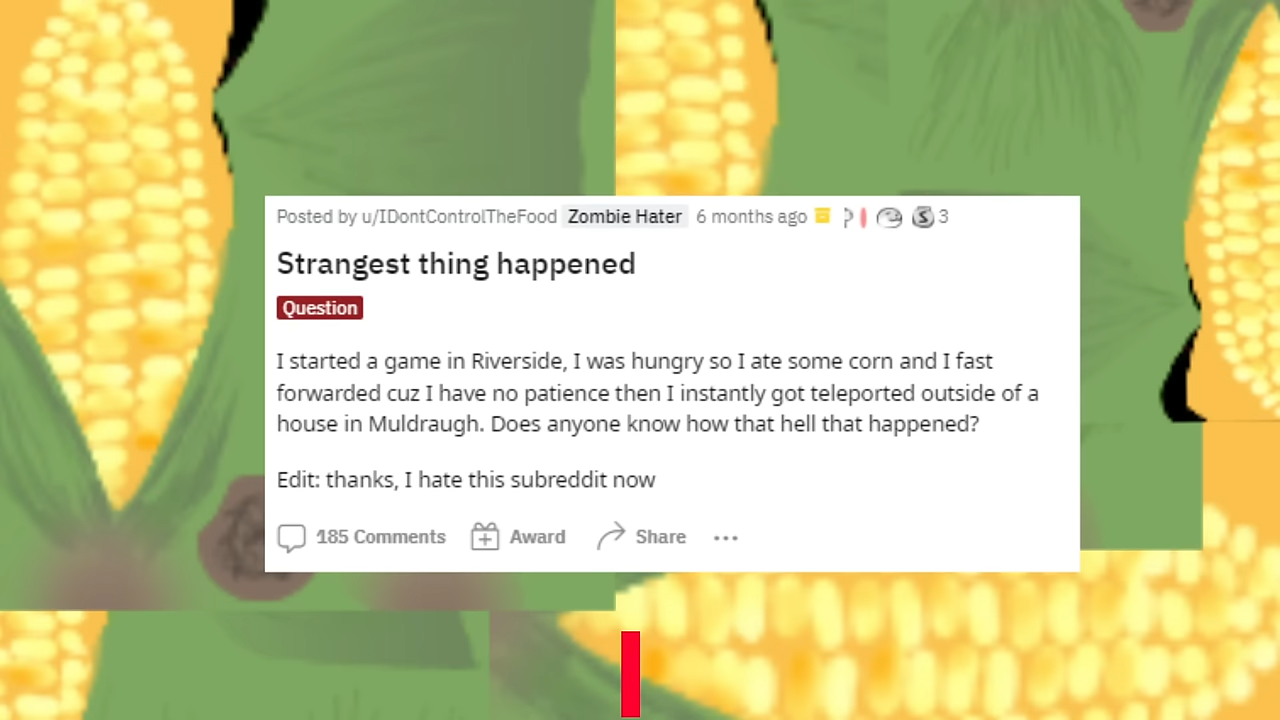 Posted by u/IDontControlTheFood Zombie Hater 6 months ago 3
Strangest thing happened
Question
I started a game in Riverside, I was hungry so I ate some corn and I fast
forwarded cuz I have no patience then I instantly got teleported outside of a
house in Muldraugh. Does anyone know how that hell that happened?
Edit: thanks, I hate this subreddit now
185 Comments Award Share ...